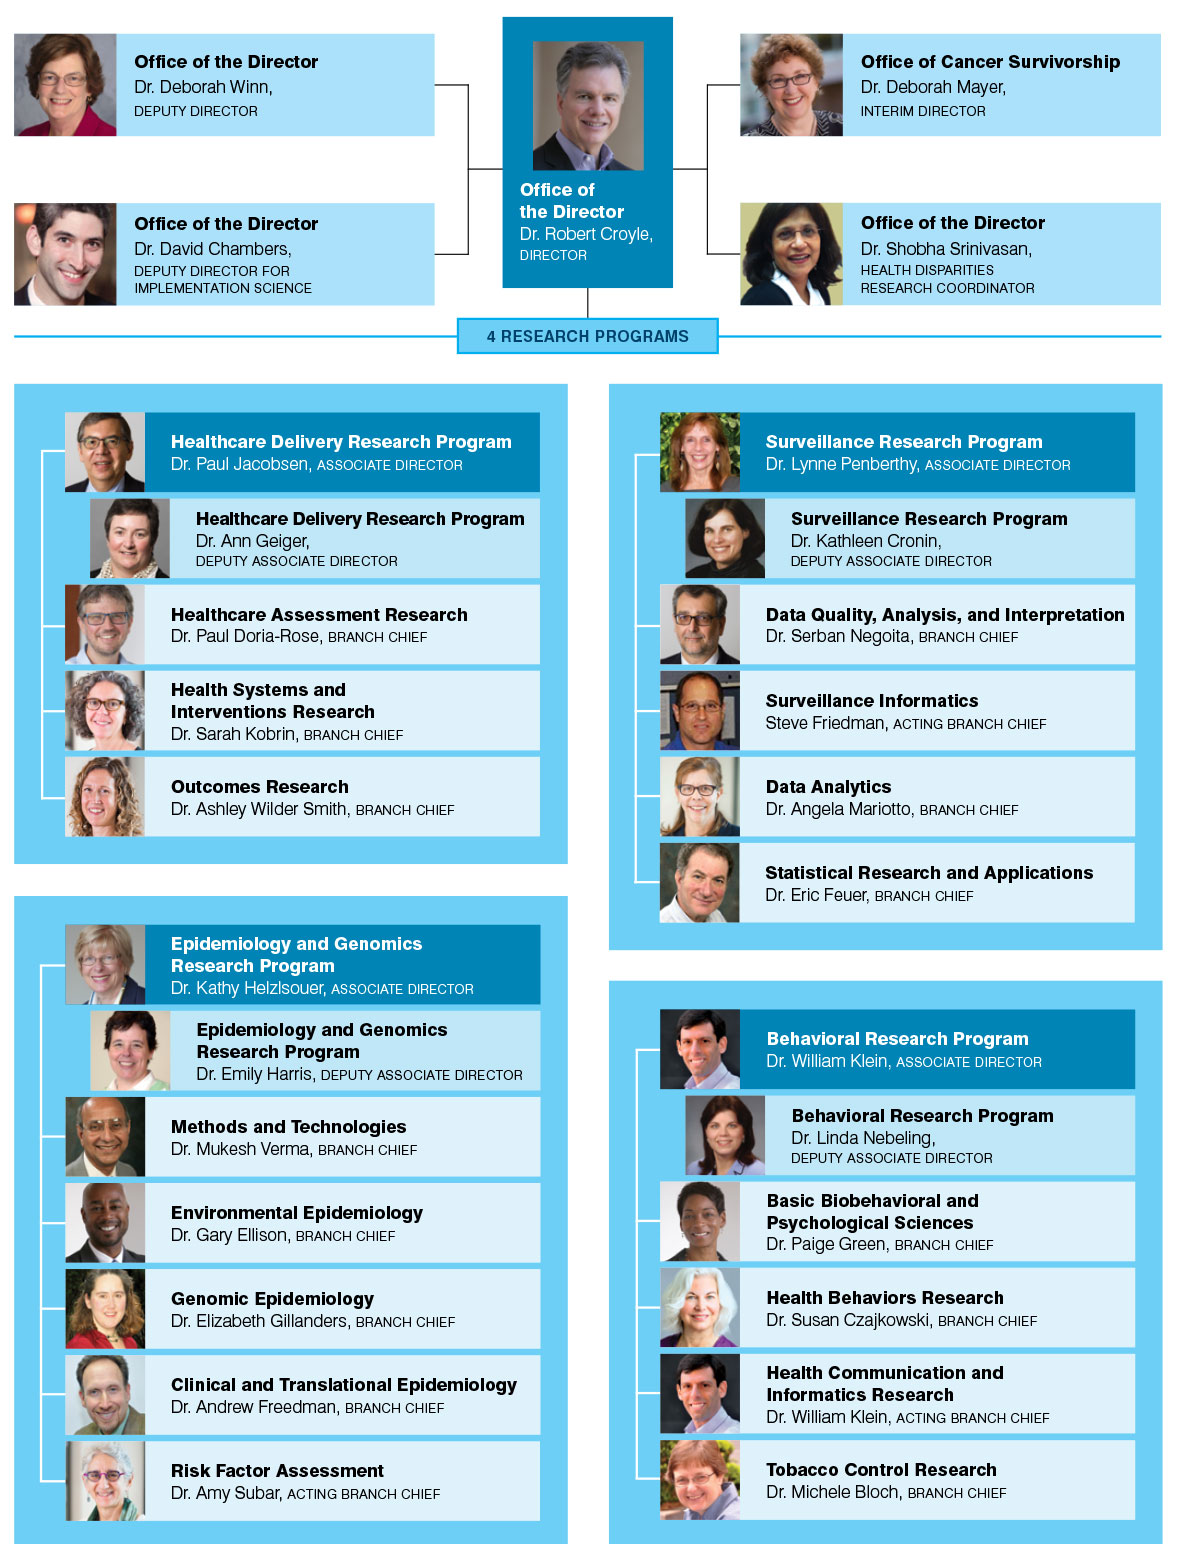 Office of the Director
Dr. Deborah Winn,
DEPUTY DIRECTOR
Office of the Director
Dr. David Chambers,
DEPUTY DIRECTOR FOR
IMPLEMENTATION SCIENCE
Office of
the Director
Dr. Robert Croyle,
DIRECTOR
Office of Cancer Survivorship
Dr. Deborah Mayer,
INTERIM DIRECTOR
Office of the Director
Dr. Shobha Srinivasan,
HEALTH DISPARITIES
RESEARCH COORDINATOR
4 RESEARCH PROGRAMS
Healthcare Delivery Research Program
Dr. Paul Jacobsen, ASSOCIATE DIRECTOR
Healthcare Delivery Research Program
Dr. Ann Geiger,
DEPUTY ASSOCIATE DIRECTOR
Healthcare Assessment Research
Dr. Paul Doria-Rose, BRANCH CHIEF
Health Systems and
Interventions Research
Dr. Sarah Kobrin, BRANCH CHIEF
Outcomes Research
Dr. Ashley Wilder Smith, BRANCH CHIEF
Surveillance Research Program
Dr. Lynne Penberthy, ASSOCIATE DIRECTOR
Surveillance Research Program
Dr. Kathleen Cronin,
DEPUTY ASSOCIATE DIRECTOR
Data Quality, Analysis, and Interpretation
Dr. Serban Negoita, BRANCH CHIEF
Surveillance Informatics
Steve Friedman, ACTING BRANCH CHIEF
Data Analytics
Dr. Angela Mariotto, BRANCH CHIEF
Statistical Research and Applications
Dr. Eric Feuer, BRANCH CHIEF
Epidemiology and Genomics
Research Program
Dr. Kathy Helzlsouer, ASSOCIATE DIRECTOR
Epidemiology and Genomics
Research Program
Dr. Emily Harris, DEPUTY ASSOCIATE DIRECTOR
Methods and Technologies
Dr. Mukesh Verma, BRANCH CHIEF
Environmental Epidemiology
Dr. Gary Ellison, BRANCH CHIEF
Genomic Epidemiology
Dr. Elizabeth Gillanders, BRANCH CHIEF
Clinical and Translational Epidemiology
Dr. Andrew Freedman, BRANCH CHIEF
Risk Factor Assessment
Dr. Amy Subar, ACTING BRANCH CHIEF
Behavioral Research Program
Dr. William Klein, ASSOCIATE DIRECTOR
Behavioral Research Program
Dr. Linda Nebeling,
DEPUTY ASSOCIATE DIRECTOR
Basic Biobehavioral and
Psychological Sciences
Dr. Paige Green, BRANCH CHIEF
Health Behaviors Research
Dr. Susan Czajkowski, BRANCH CHIEF
Health Communication and
Informatics Research
Dr. William Klein, ACTING BRANCH CHIEF
Tobacco Control Research
Dr. Michele Bloch, BRANCH CHIEF